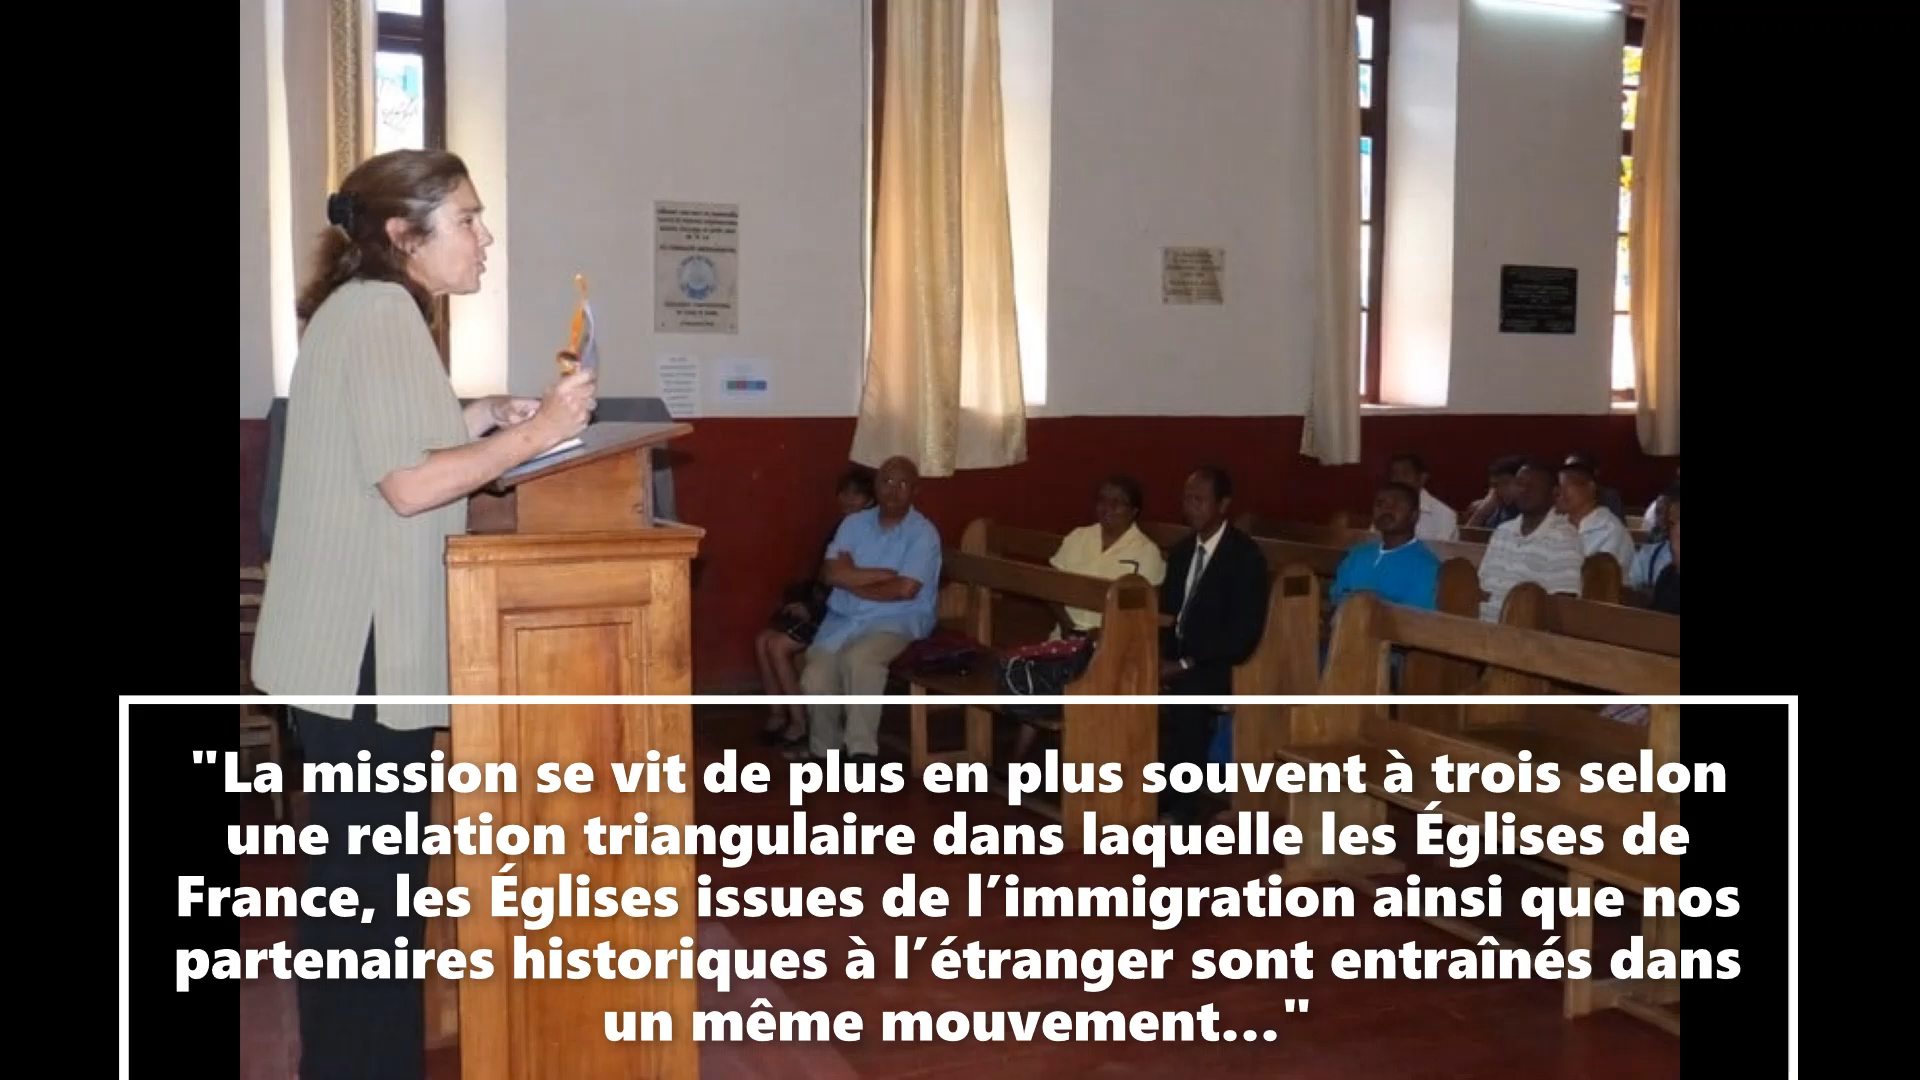 "La mission se vit de plus en plus souvent à trois selon
une relation triangulaire dans laquelle les Églises de
France, les Églises issues de l’immigration ainsi que nos
partenaires historiques à l’étranger sont entraînés dans
un même mouvement..."